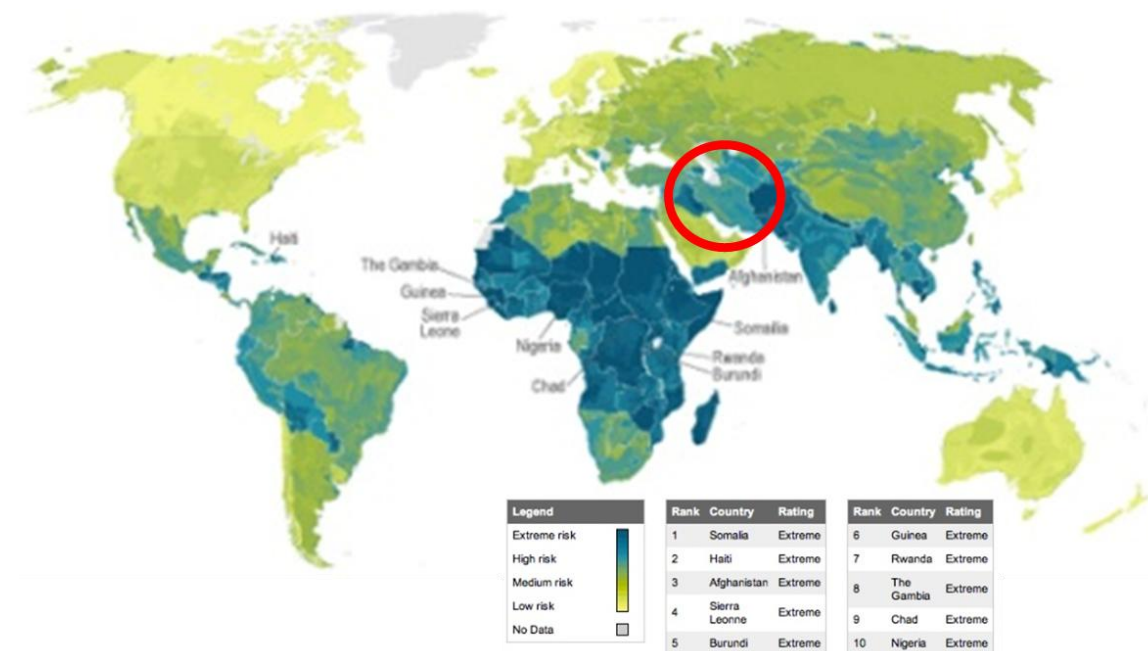 Haiti
The Gambia
Guinea
Sierra
Leone
Nigeria
Chad
Afghanistan
Somalia
Rwanda
Burundi
Legend
Extreme risk
High risk
Medium risk
Low risk
No Data
Rank Country Rating
1 Somalia Extreme
2 Haiti Extreme
3 Afghanistan Extreme
4 Sierra Leonne Extreme
5 Burundi Extreme
Rank Country Rating
6 Guinea Extreme
7 Rwanda Extreme
8 The Gambia Extreme
9 Chad Extreme
10 Nigeria Extreme